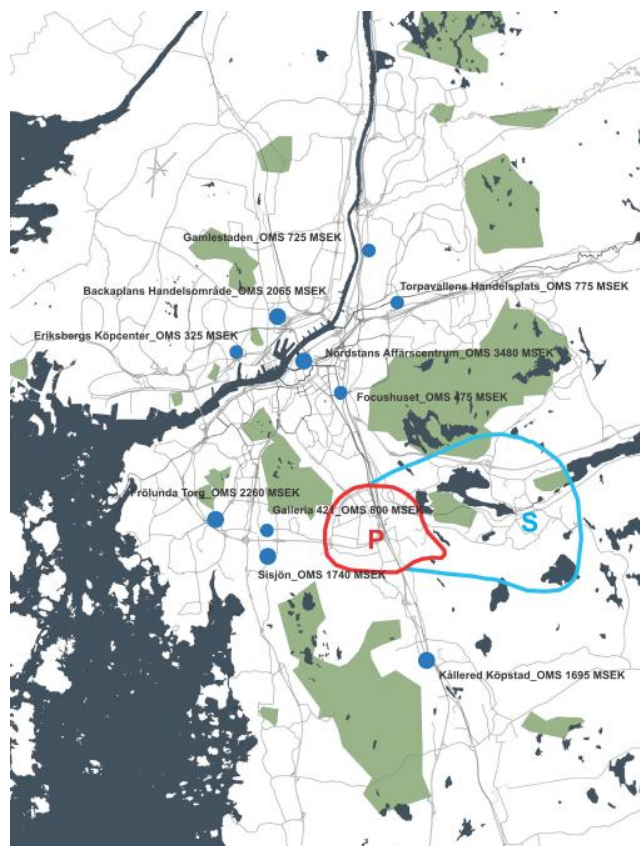 Gamlestaden_OMS 725 MSEK
Torpavallens Handelsplats_OMS 775 MSEK
Backaplans Handelsområde_OMS 2065 MSEK
Eriksbergs Köpcenter_OMS 325 MSEK
Nordstans Affärscentrum_OMS 3480 MSEK
Focushuset_OMS 475 MSEK
Frölunda Torg_OMS 2260 MSEK
Galleria 421_OMS 800 MSEK
S
P
Sisjön_OMS 1740 MSEK
Kållered Köpstad_OMS 1695 MSEK